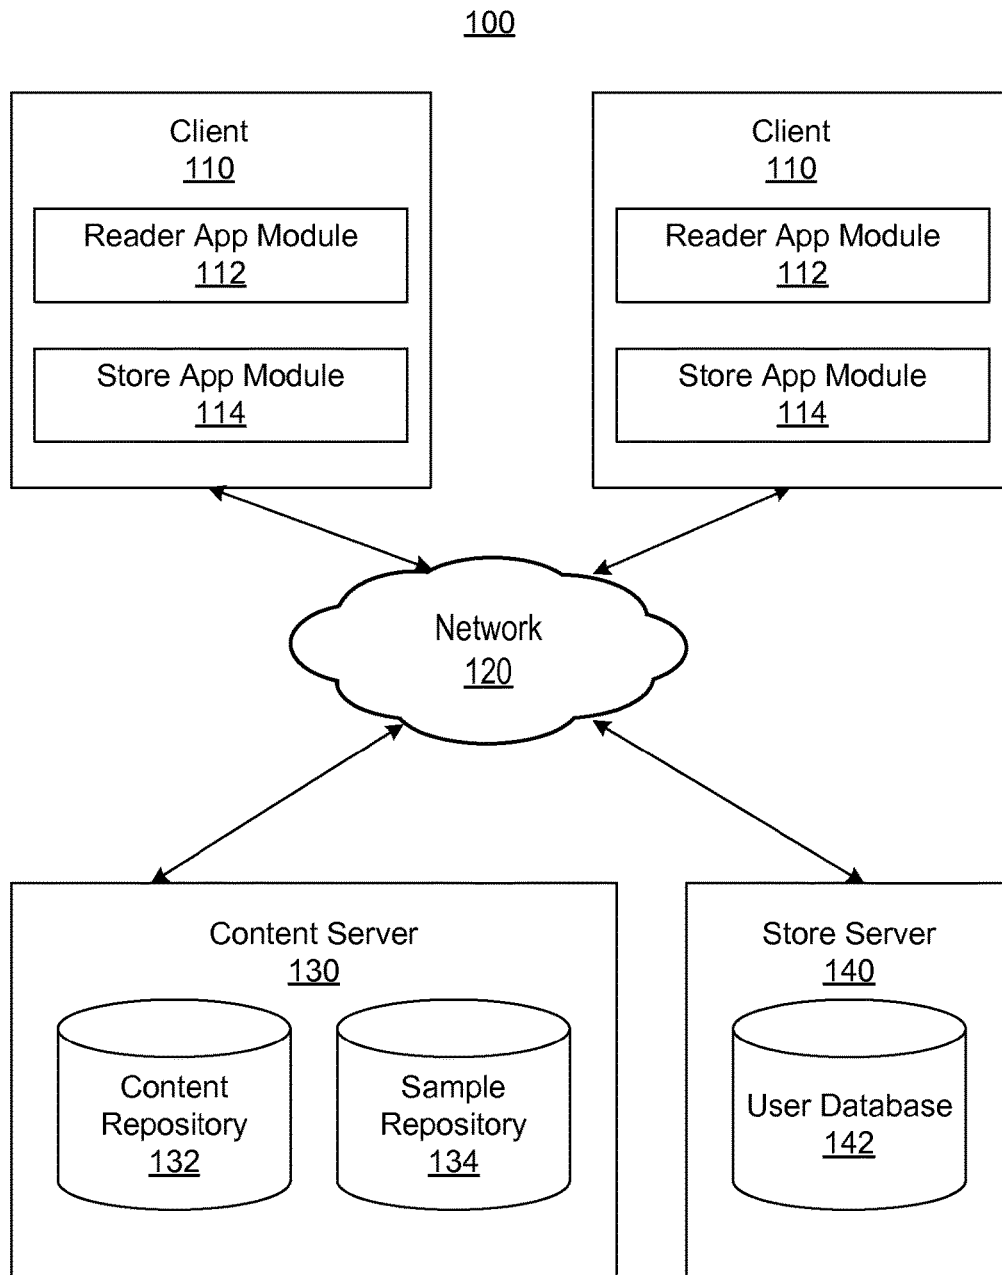 100
Client
110
Reader App Module
112
Store App Module
114
Client
110
Reader App Module
112
Store App Module
114
Network
120
Content Server
130
Content
Repository
132
Sample
Repository
134
Store Server
140
User Database
142